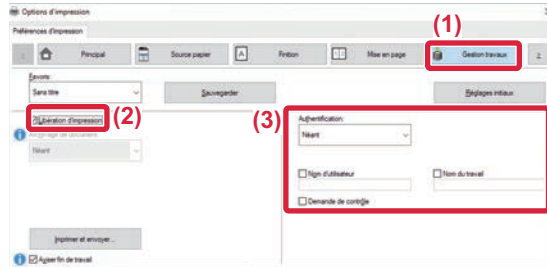 Options d'impression
Préférences d'impression
(1)
Principal
Source papier
Finition
Mise en page
Gestion travaux
Favoris:
Sans titre
Sauvegarder
Réglages initiaux
Libération d'impression
(2)
(3)
Authentification:
Néant
Néant
Nom d'utilisateur
Nom du travail
Demande de contrôle
Imprimer et envoyer...
Aviser fin de travail